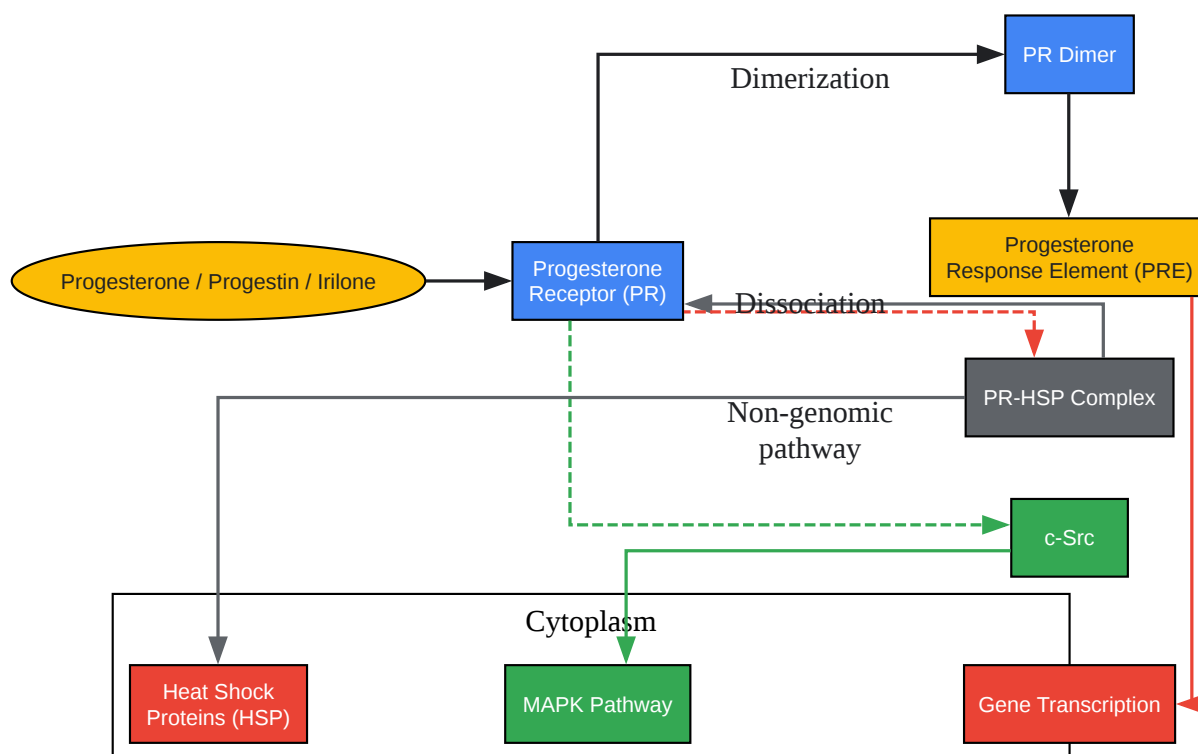 PR Dimer
Dimerization
Progesterone
Response Element (PRE)
Progesterone / Progestin / Irilone
Progesterone
Receptor (PR)
Dissociation
PR-HSP Complex
Non-genomic
pathway
c-Src
Cytoplasm
Heat Shock
Proteins (HSP)
MAPK Pathway
Gene Transcription